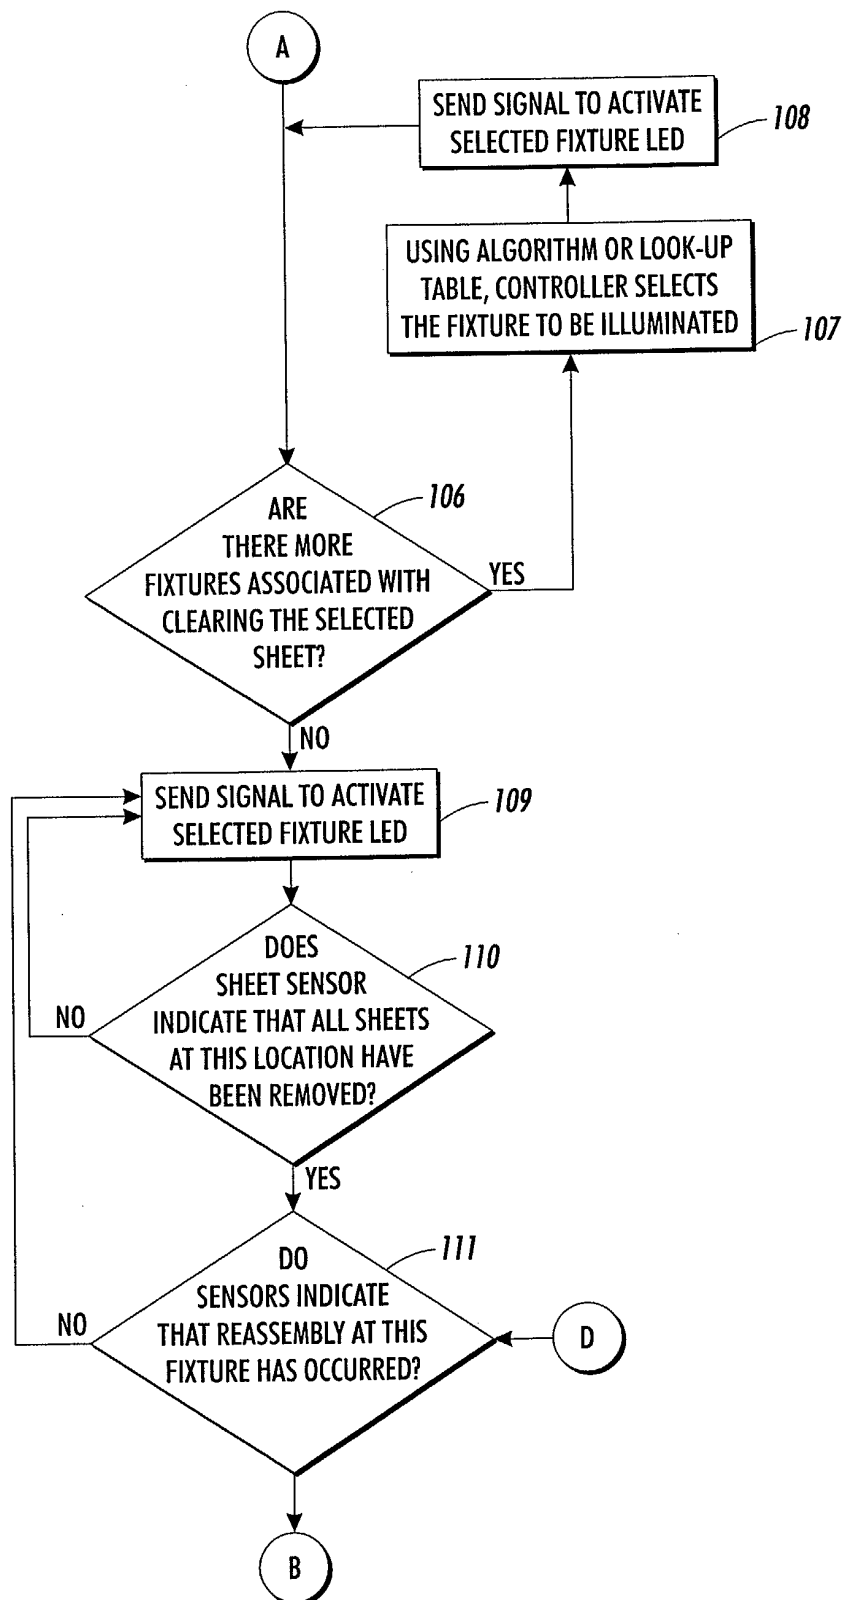 A
SEND SIGNAL TO ACTIVATE
SELECTED FIXTURE LED
108
USING ALGORITHM OR LOOK-UP
TABLE, CONTROLLER SELECTS
THE FIXTURE TO BE ILLUMINATED
107
106
ARE
THERE MORE
FIXTURES ASSOCIATED WITH
CLEARING THE SELECTED
SHEET?
YES
NO
SEND SIGNAL TO ACTIVATE
SELECTED FIXTURE LED
109
DOES
SHEET SENSOR
INDICATE THAT ALL SHEETS
AT THIS LOCATION HAVE
BEEN REMOVED?
110
NO
YES
DO
SENSORS INDICATE
THAT REASSEMBLY AT THIS
FIXTURE HAS OCCURRED?
111
NO
D
B